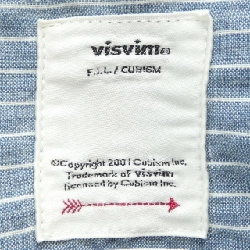 visvim®
F.I.L / CUBISM
©Copyright 2001 Cubism Inc.
Trademark of Visvim
licensed by Cubism Inc.